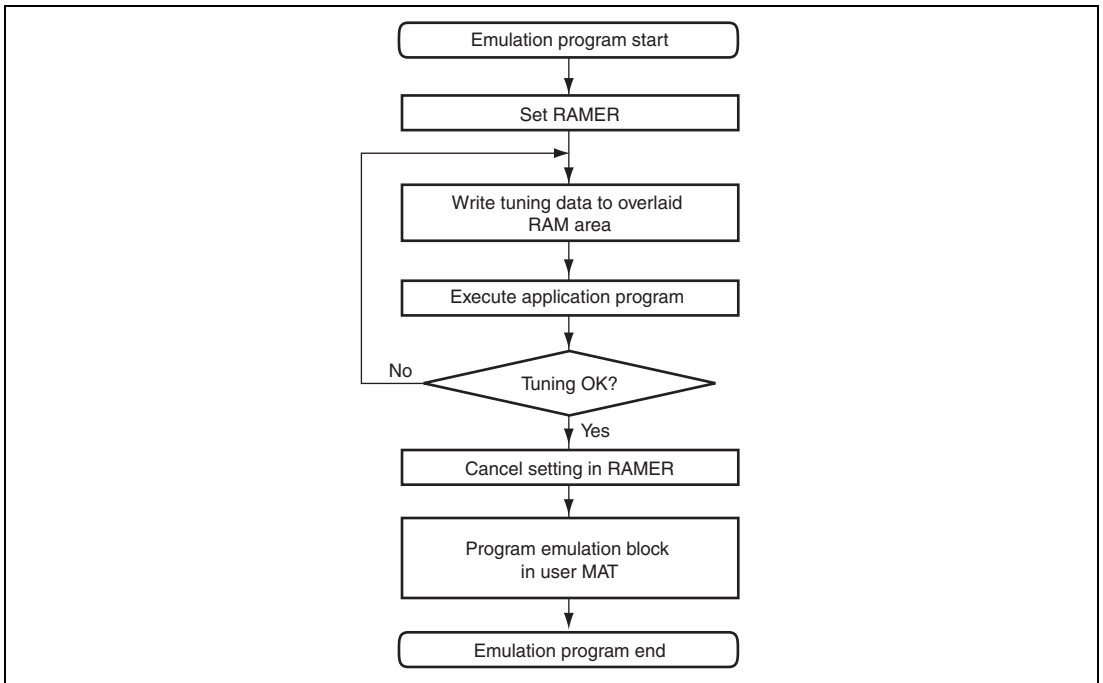 Emulation program start
Set RAMER
Write tuning data to overlaid
RAM area
Execute application program
No
Tuning OK?
Yes
Cancel setting in RAMER
Program emulation block
in user MAT
Emulation program end